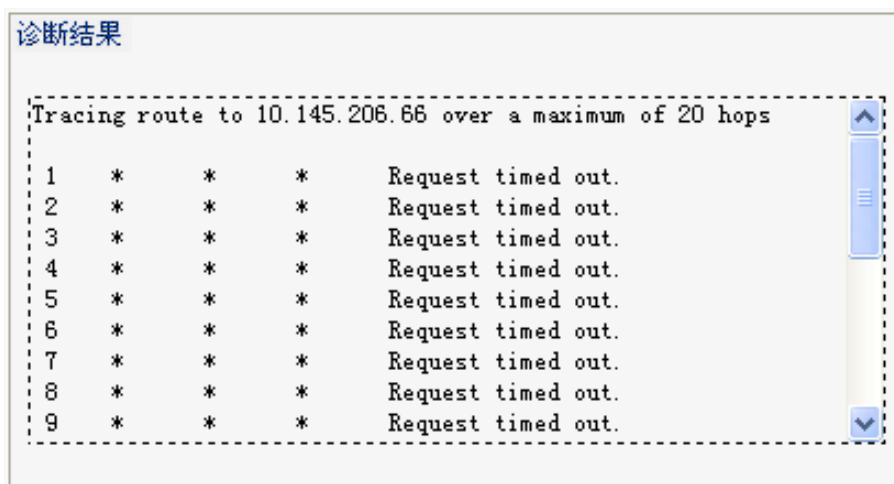 诊断结果
Tracing route to 10.145.206.66 over a maximum of 20 hops
1 * * * Request timed out.
2 * * * Request timed out.
3 * * * Request timed out.
4 * * * Request timed out.
5 * * * Request timed out.
6 * * * Request timed out.
7 * * * Request timed out.
8 * * * Request timed out.
9 * * * Request timed out.